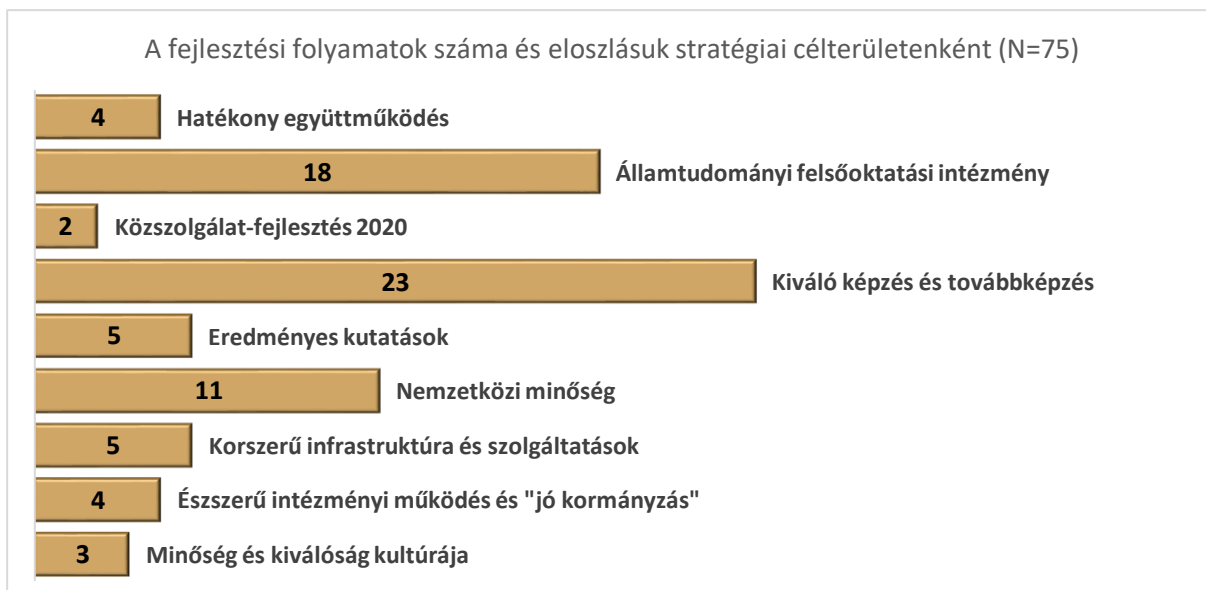 A fejlesztési folyamatok száma és eloszlásuk stratégiai célterületenként (N=75)
4 Hatékony együttműködés
18 Államtudományi felsőoktatási intézmény
2 Közszolgálat-fejlesztés 2020
23 Kiváló képzés és továbbképzés
5 Eredményes kutatások
11 Nemzetközi minőség
5 Korszerű infrastruktúra és szolgáltatások
4 Észszerű intézményi működés és "jó kormányzás"
3 Minőség és kiválóság kultúrája